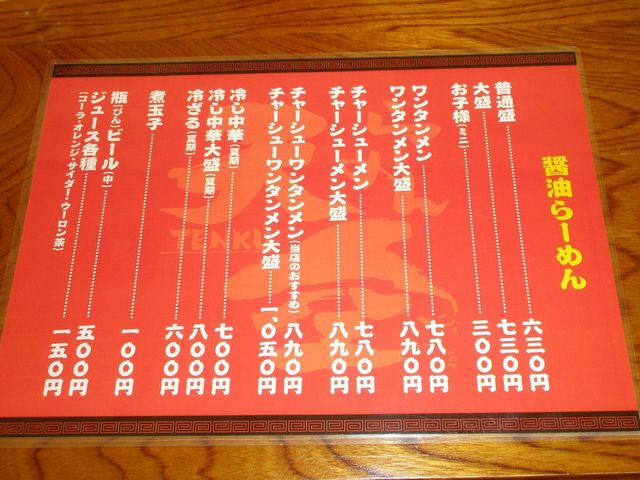 醤油らーめん
普通盛 六三〇円
大盛 七三〇円
お子様(ミニ) 三〇〇円
ワンタンメン 七八〇円
ワンタンメン大盛 八九〇円
チャーシューメン 七八〇円
チャーシューメン大盛 八九〇円
チャーシューワンタンメン(当店のおすすめ) 八九〇円
チャーシューワンタンメン大盛 一、〇五〇円
冷し中華(夏期) 七〇〇円
冷し中華大盛(夏期) 八〇〇円
冷ざる(夏期) 六〇〇円
煮玉子 一〇〇円
瓶(びん)ビール(中) 五〇〇円
ジュース各種 一五〇円
(コーラ・オレンジ・サイダー・ウーロン茶)